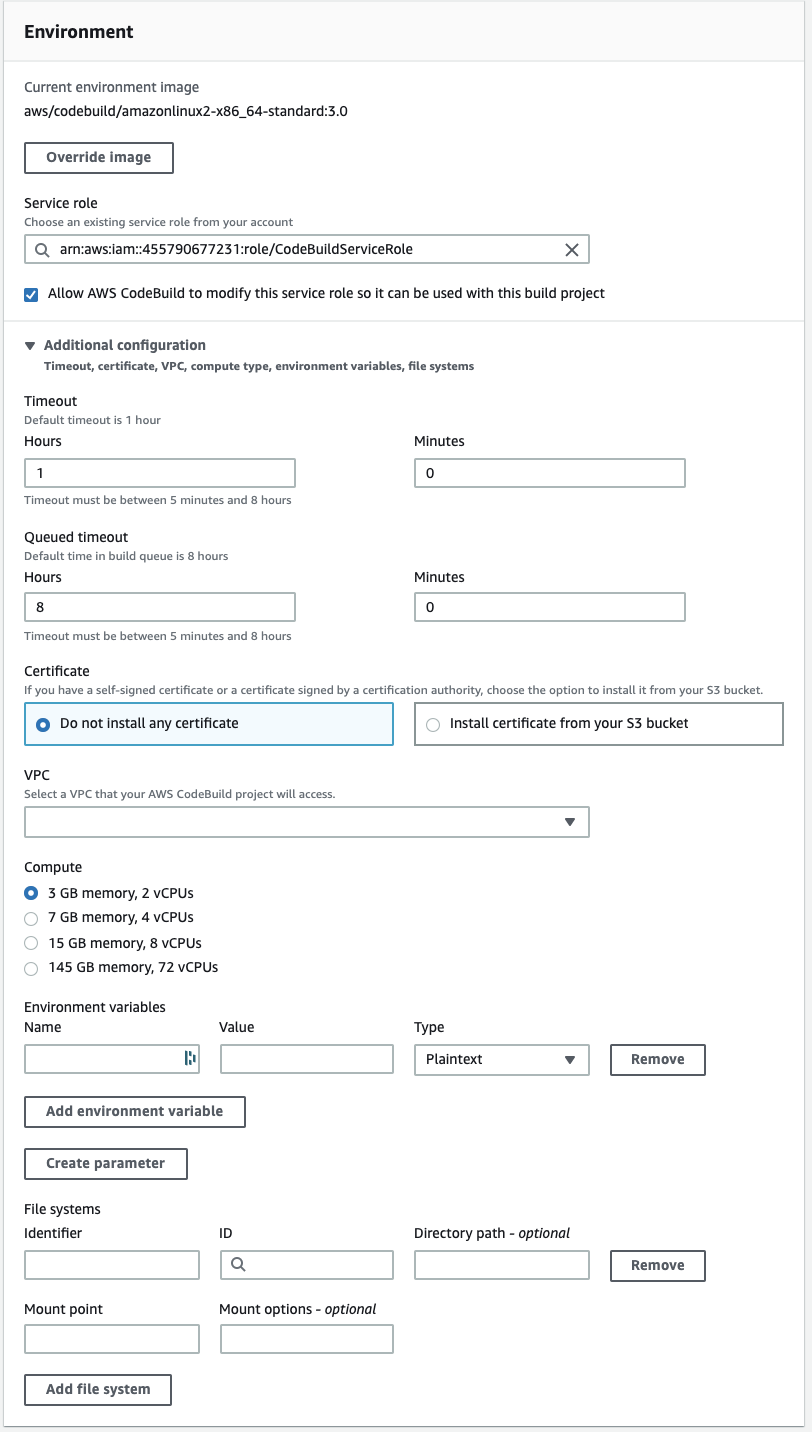 Environment
Current environment image
aws/codebuild/amazonlinux2-x86_64-standard:3.0
Override image
Service role
Choose an existing service role from your account
arn:aws:iam::455790677231:role/CodeBuildServiceRole
Allow AWS CodeBuild to modify this service role so it can be used with this build project
Additional configuration
Timeout, certificate, VPC, compute type, environment variables, file systems
Timeout
Default timeout is 1 hour
Hours Minutes
1 0
Timeout must be between 5 minutes and 8 hours
Queued timeout
Default time in build queue is 8 hours
Hours Minutes
8 0
Timeout must be between 5 minutes and 8 hours
Certificate
If you have a self-signed certificate or a certificate signed by a certification authority, choose the option to install it from your S3 bucket.
Do not install any certificate Install certificate from your S3 bucket
VPC
Select a VPC that your AWS CodeBuild project will access.
Compute
3 GB memory, 2 vCPUs
7 GB memory, 4 vCPUs
15 GB memory, 8 vCPUs
145 GB memory, 72 vCPUs
Environment variables
Name Value Type
Plaintext Remove
Add environment variable
Create parameter
File systems
Identifier ID Directory path - optional
Remove
Mount point Mount options - optional
Add file system